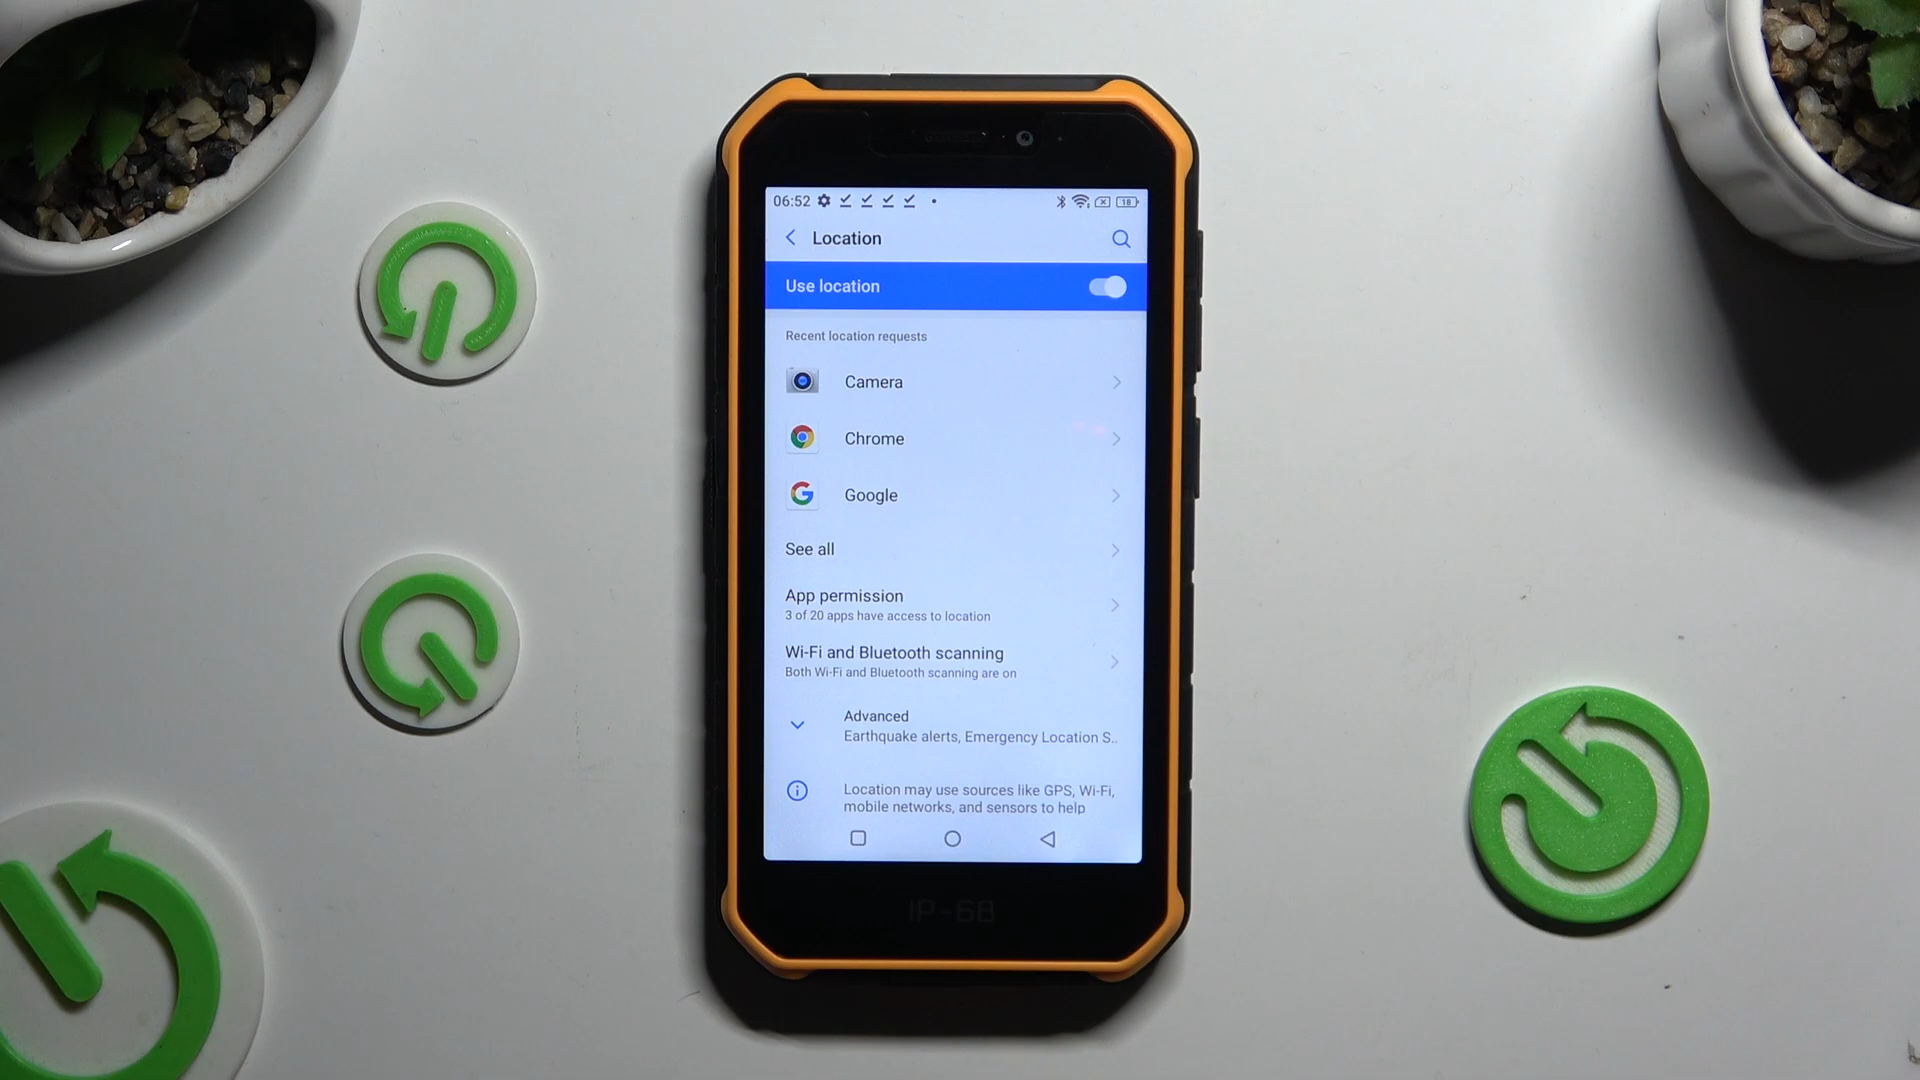 06:52
18
Location
Use location
Recent location requests
Camera
Chrome
Google
See all
App permission
3 of 20 apps have access to location
Wi-Fi and Bluetooth scanning
Both Wi-Fi and Bluetooth scanning are on
Advanced
Earthquake alerts, Emergency Location S..
Location may use sources like GPS, Wi-Fi,
mobile networks, and sensors to help
IP-68